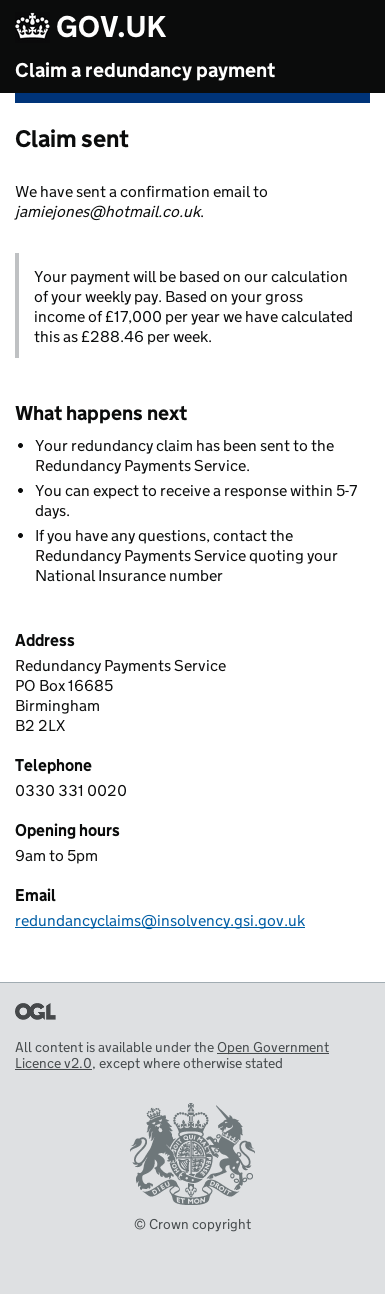 GOV.UK
Claim a redundancy payment
Claim sent
We have sent a confirmation email to
jamiejones@hotmail.co.uk.
Your payment will be based on our calculation
of your weekly pay. Based on your gross
income of £17,000 per year we have calculated
this as £288.46 per week.
What happens next
• Your redundancy claim has been sent to the
Redundancy Payments Service.
• You can expect to receive a response within 5-7
days.
• If you have any questions, contact the
Redundancy Payments Service quoting your
National Insurance number
Address
Redundancy Payments Service
PO Box 16685
Birmingham
B2 2LX
Telephone
0330 331 0020
Opening hours
9am to 5pm
Email
redundancyclaims@insolvency.gsi.gov.uk
OGL
All content is available under the Open Government
Licence v2.0, except where otherwise stated
DIEU ET MON DROIT
© Crown copyright